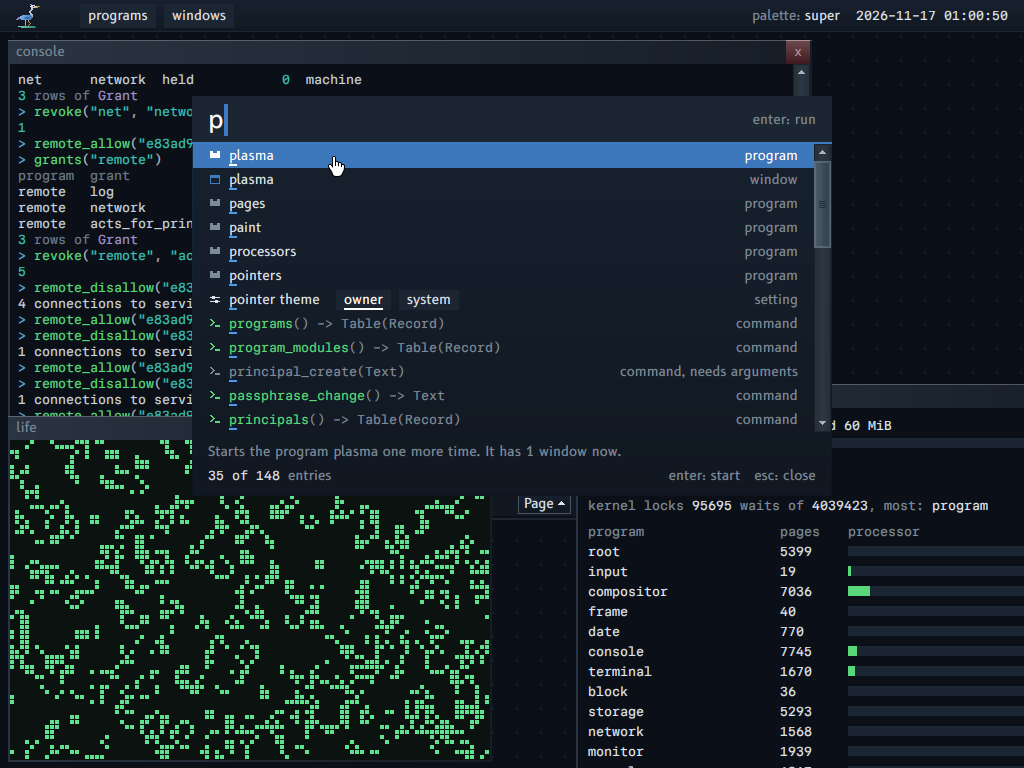 programs windows palette: super 2026-11-17 01:00:50
console x
net network held 0 machine
3 rows of Grant
> revoke("net", "netwo
1
> remote_allow("e83ad9
> grants("remote")
program grant
remote log
remote network
remote acts_for_prin
3 rows of Grant
> revoke("remote", "ac
5
> remote_disallow("e83
4 connections to servi
> remote_allow("e83ad9
> remote_disallow("e83
1 connections to servi
> remote_allow("e83ad9
> remote_disallow("e83
1 connections to servi
> remote_allow("e83ad9
p enter: run
plasma program
plasma window
pages program
paint program
processors program
pointers program
pointer theme owner system setting
programs() -> Table(Record) command
program_modules() -> Table(Record) command
principal_create(Text) command, needs arguments
passphrase_change() -> Text command
principals() -> Table(Record) command
Starts the program plasma one more time. It has 1 window now.
35 of 148 entries enter: start esc: close
life
60 MiB
Page
kernel locks 95695 waits of 4039423, most: program
program pages processor
root 5399
input 19
compositor 7036
frame 40
date 770
console 7745
terminal 1670
block 36
storage 5293
network 1568
monitor 1939